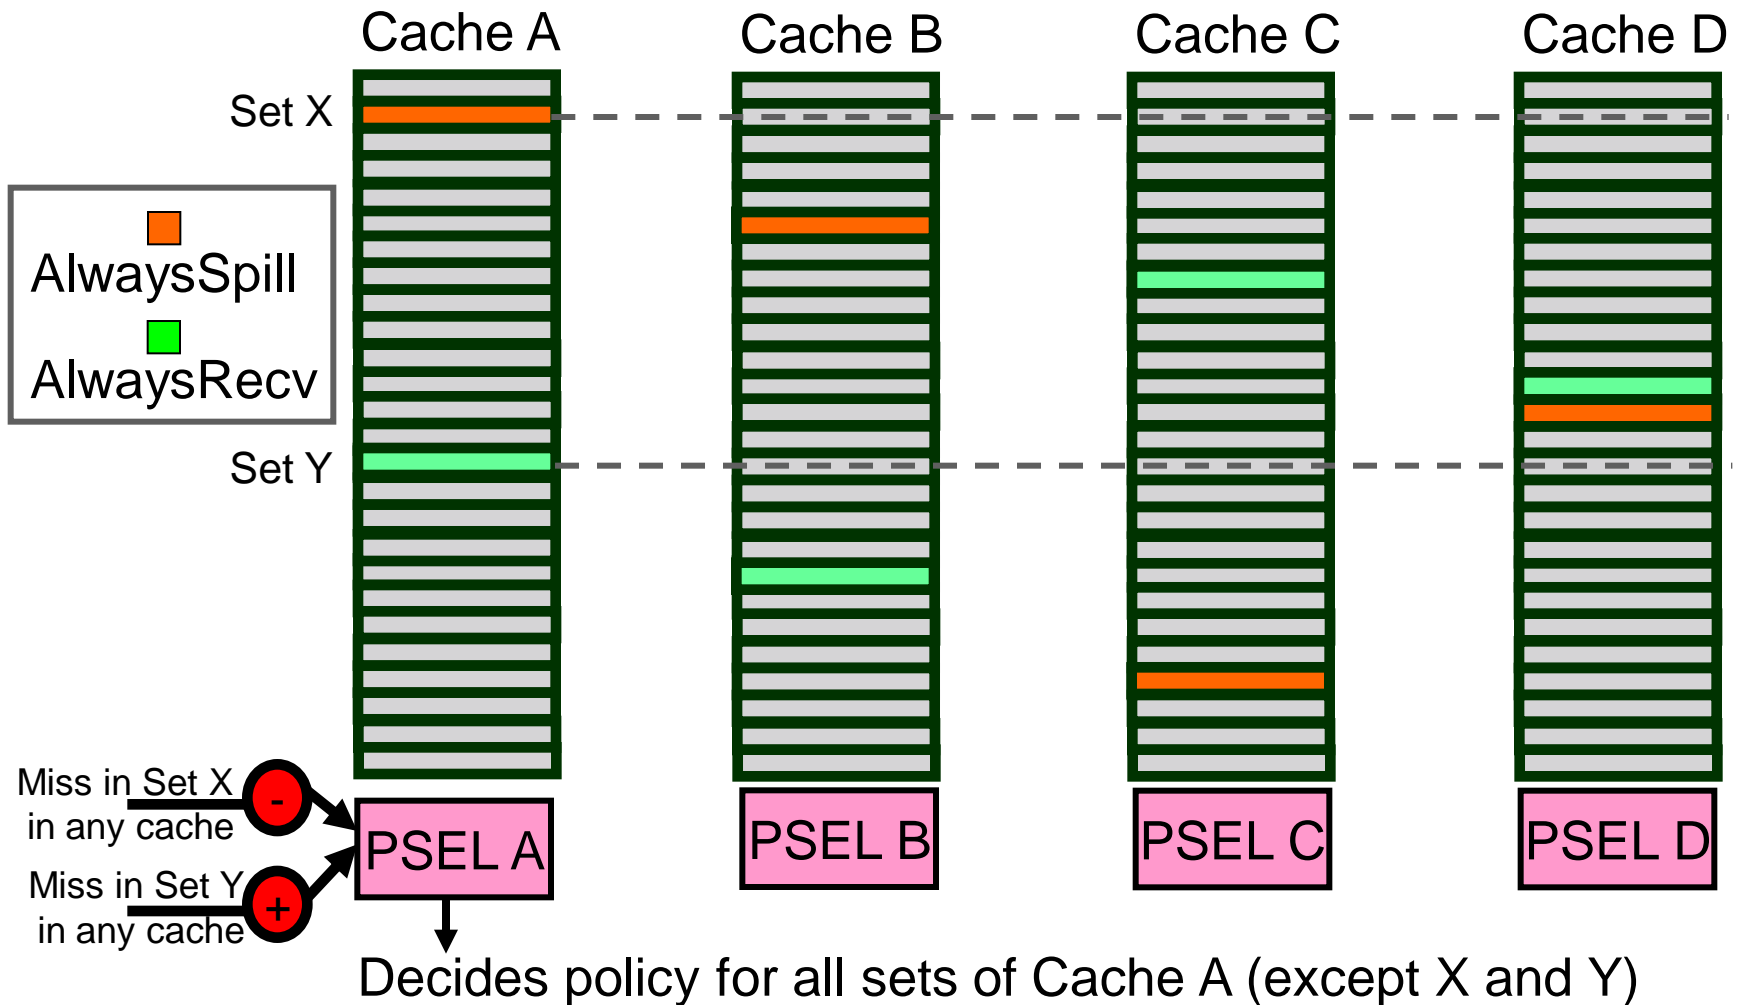 Cache A
Cache B
Cache C
Cache D
Set X
AlwaysSpill
AlwaysRecv
Set Y
Miss in Set X
in any cache
-
Miss in Set Y
in any cache
+
PSEL A
PSEL B
PSEL C
PSEL D
Decides policy for all sets of Cache A (except X and Y)